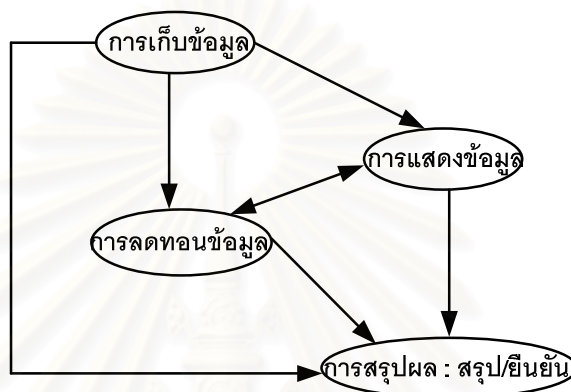 การเก็บข้อมูล
การแสดงข้อมูล
การลดทอนข้อมูล
การสรุปผล : สรุป/ยืนยัน